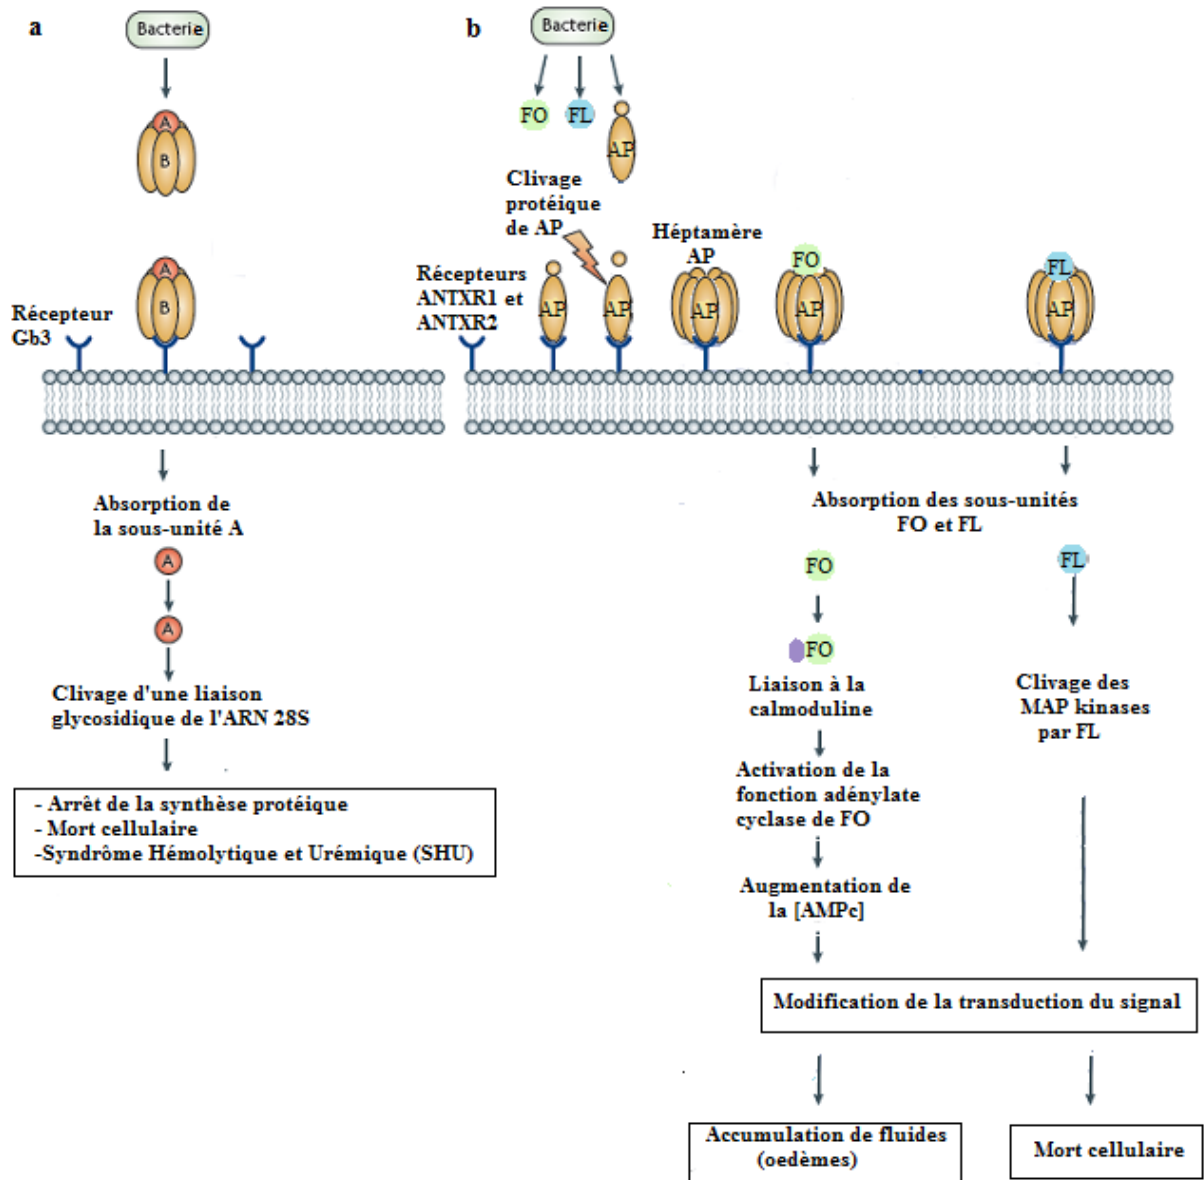 a
Bacterie
A
B
A
B
Récepteur
Gb3
Absorption de
la sous-unité A
A
A
Clivage d'une liaison
glycosidique de l'ARN 28S
- Arrêt de la synthèse protéique
- Mort cellulaire
-Syndrôme Hémolytique et Urémique (SHU)
b
Bacterie
FO
FL
AP
Clivage
protéique
de AP
Récepteurs
ANTXR1 et
ANTXR2
AP
AP
Héptamère
AP
AP
FO
AP
FL
AP
Absorption des sous-unités
FO et FL
FO
FL
FO
Liaison à la
calmoduline
Clivage des
MAP kinases
par FL
Activation de la
fonction adénylate
cyclase de FO
Augmentation de
la [AMPc]
Modification de la transduction du signal
Accumulation de fluides
(oedèmes)
Mort cellulaire